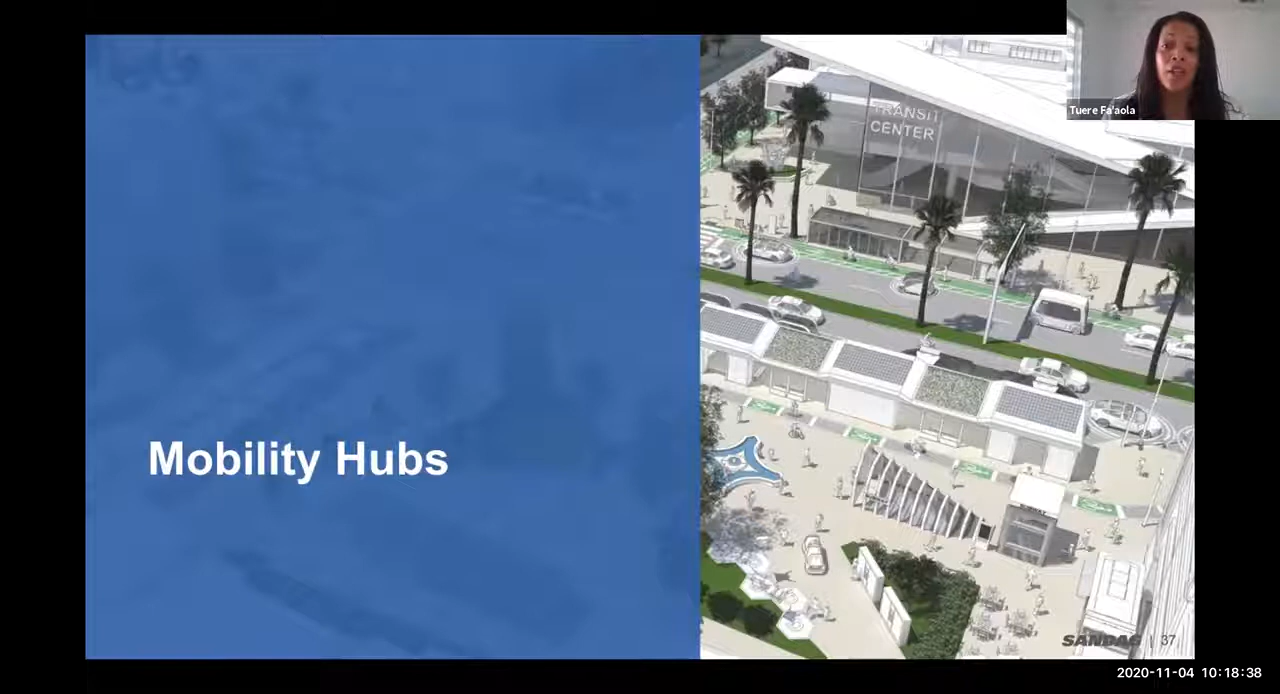 Tuere Fa'aola
TRANSIT
CENTER
Mobility Hubs
SANDAG | 37
2020-11-04 10:18:38